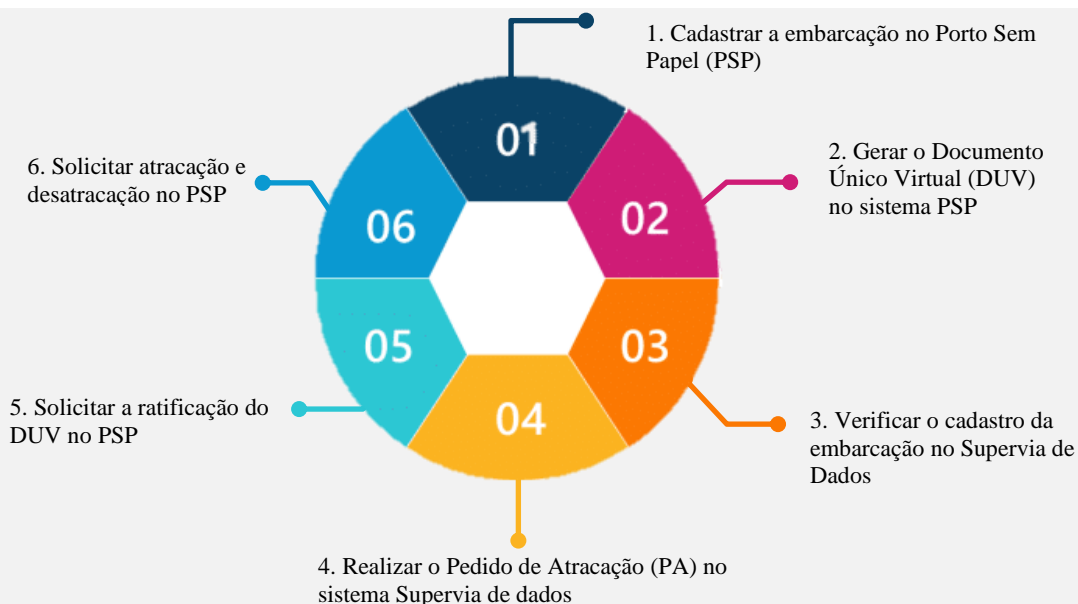 1. Cadastrar a embarcação no Porto Sem
Papel (PSP)
01
2. Gerar o Documento
Único Virtual (DUV)
no sistema PSP
02
3. Verificar o cadastro da
embarcação no Supervia de
Dados
03
4. Realizar o Pedido de Atracação (PA) no
sistema Supervia de dados
04
5. Solicitar a ratificação do
DUV no PSP
05
6. Solicitar atracação e
desatracação no PSP
06